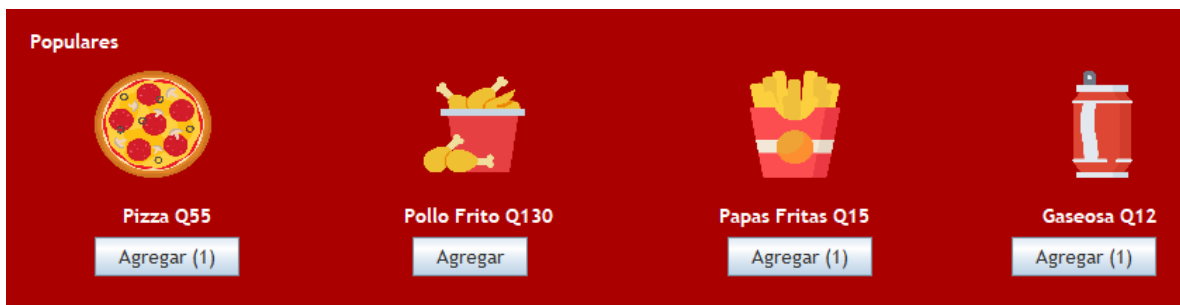 Populares
Pizza Q55
Pollo Frito Q130
Papas Fritas Q15
Gaseosa Q12
Agregar (1)
Agregar
Agregar (1)
Agregar (1)